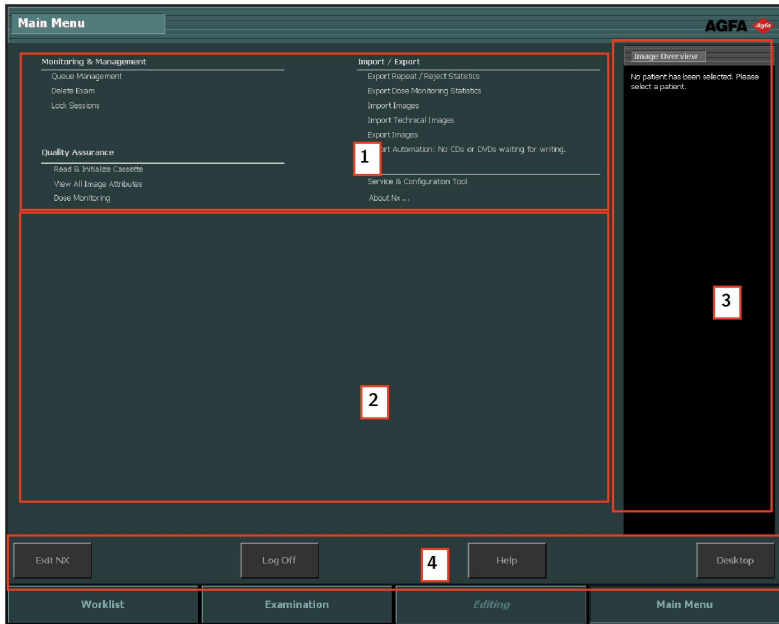 Main Menu
AGFA
Agfa
Monitoring & Management
Queue Management
Delete Exam
Lock Sessions
Quality Assurance
Read & Initialize Cassette
View All Image Attributes
Dose Monitoring
Import / Export
Export Repeat / Reject Statistics
Export Dose Monitoring Statistics
Import Images
Import Technical Images
Export Images
ort Automation: No CDs or DVDs waiting for writing.
Service & Configuration Tool
About Nx ...
1
2
Image Overview
No patient has been selected. Please
select a patient.
3
Exit NX
Log Off
4
Help
Desktop
Worklist
Examination
Editing
Main Menu